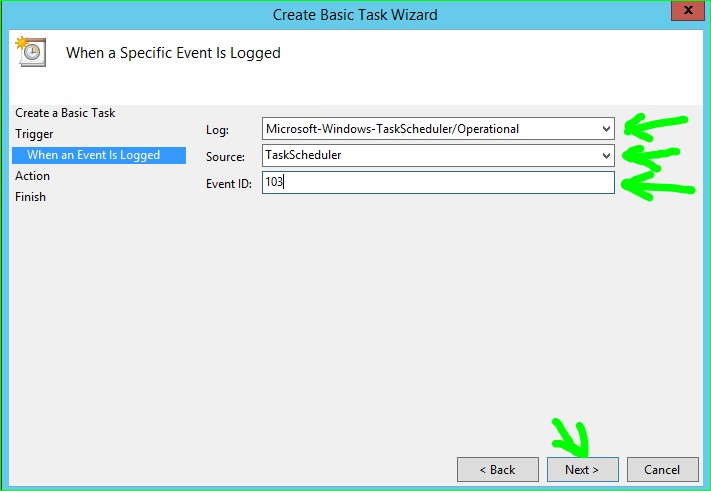 Create Basic Task Wizard
x
When a Specific Event Is Logged
Create a Basic Task
Trigger
When an Event Is Logged
Action
Finish
Log: Microsoft-Windows-TaskScheduler/Operational
Source: TaskScheduler
Event ID: 103
< Back Next > Cancel